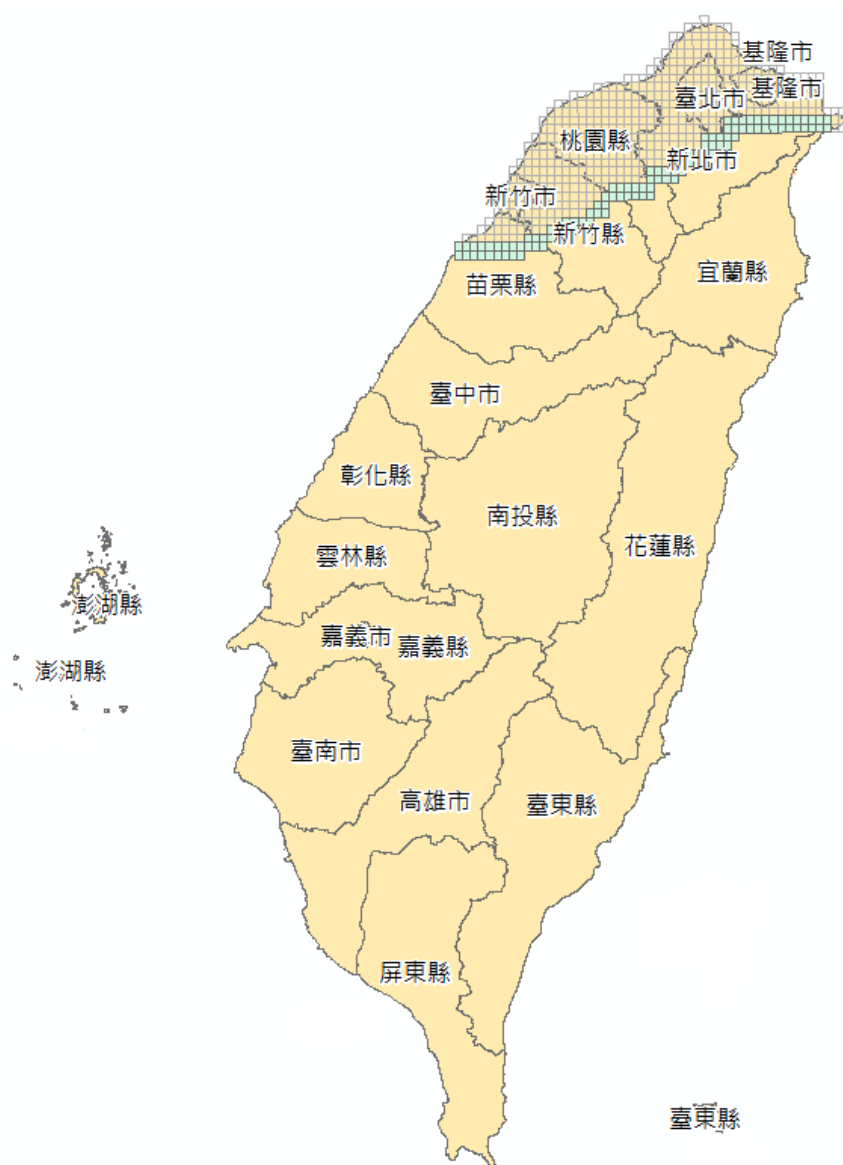 基隆市
基隆市
臺北市
桃園縣
新北市
新竹市
新竹縣
宜蘭縣
苗栗縣
臺中市
彰化縣
南投縣
花蓮縣
雲林縣
澎湖縣
嘉義市
嘉義縣
澎湖縣
臺南市
高雄市
臺東縣
屏東縣
臺東縣